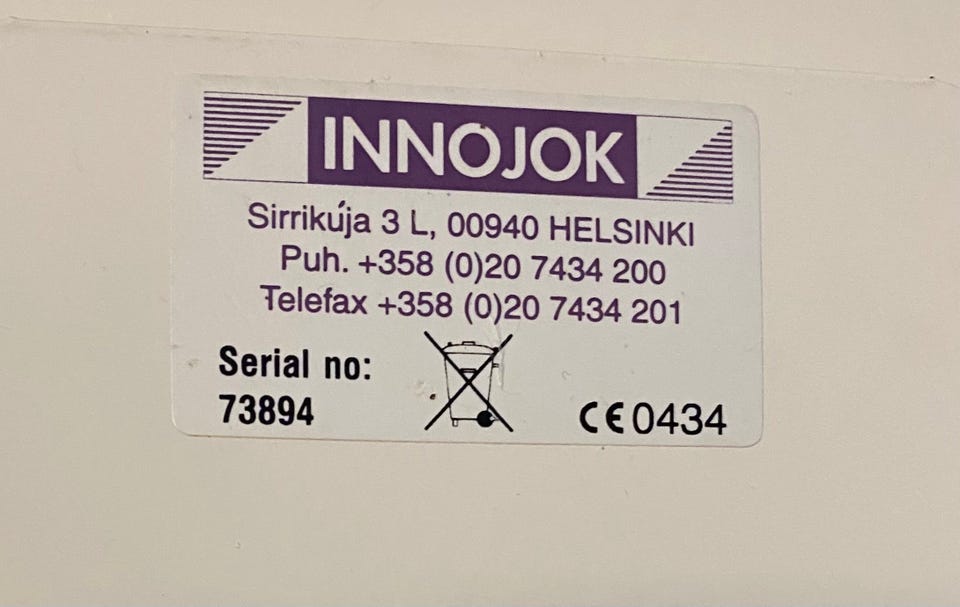 INNOJOK
Sirrikuja 3 L, 00940 HELSINKI
Puh. +358 (0)20 7434 200
Telefax +358 (0)20 7434 201
Serial no:
73894
CE 0434